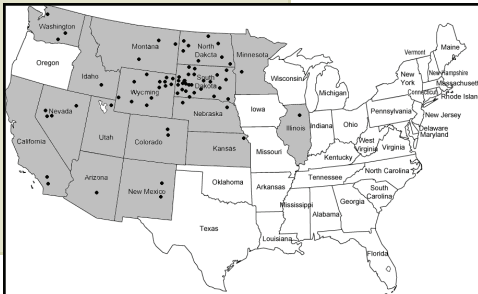 Washington
Montana
North
Dakota
Minnesota
Oregon
Idaho
Wyoming
South
Dakota
Wisconsin
Michigan
Vermont
Maine
New Hampshire
New
York
Massachusetts
Connecticut
Rhode Islan
Nevada
Nebraska
Iowa
Pennsylvania
New Jersey
California
Utah
Colorado
Kansas
Illinois
Indiana
Ohio
Delaware
Maryland
West
Virginia
Virginia
Missouri
Kentucky
Arizona
New Mexico
Oklahoma
Arkansas
Tennessee
North Carolina
South
Carolina
Texas
Louisiana
Mississippi
Alabama
Georgia
Florida